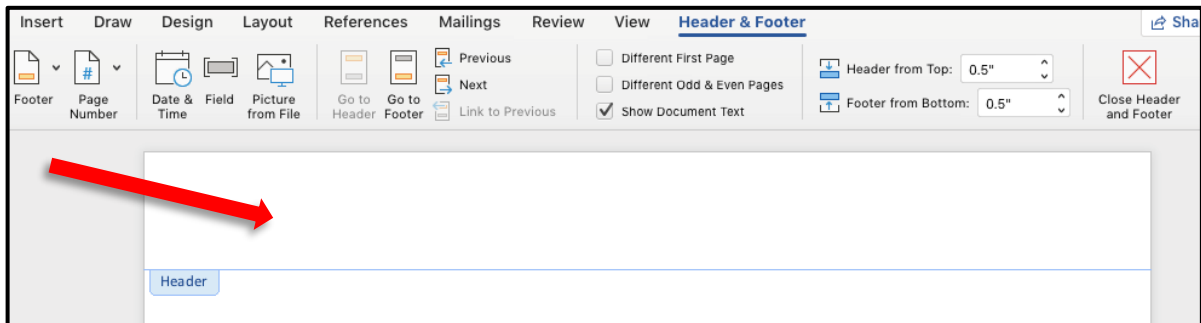 Insert Draw Design Layout References Mailings Review View Header & Footer Sha
Footer
#
Page
Number
Date &
Time
Field
Picture
from File
Go to
Header
Go to
Footer
Previous
Next
Link to Previous
Different First Page
Different Odd & Even Pages
Show Document Text
Header from Top: 0.5"
Footer from Bottom: 0.5"
Close Header
and Footer
Header